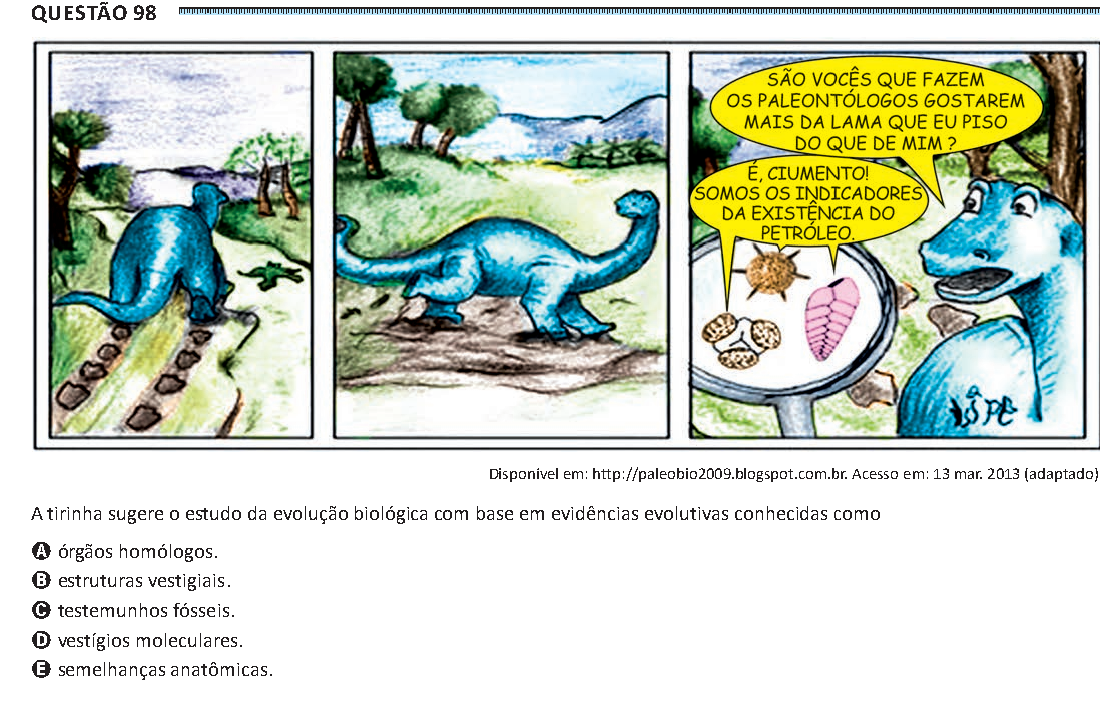 QUESTÃO 98
SÃO VOCÊS QUE FAZEM
OS PALEONTÓLOGOS GOSTAREM
MAIS DA LAMA QUE EU PISO
DO QUE DE MIM ?
É, CIUMENTO!
SOMOS OS INDICADORES
DA EXISTÊNCIA DO
PETRÓLEO.
Disponível em: http://paleobio2009.blogspot.com.br. Acesso em: 13 mar. 2013 (adaptado)
A tirinha sugere o estudo da evolução biológica com base em evidências evolutivas conhecidas como
A órgãos homólogos.
B estruturas vestigiais.
C testemunhos fósseis.
D vestígios moleculares.
E semelhanças anatômicas.